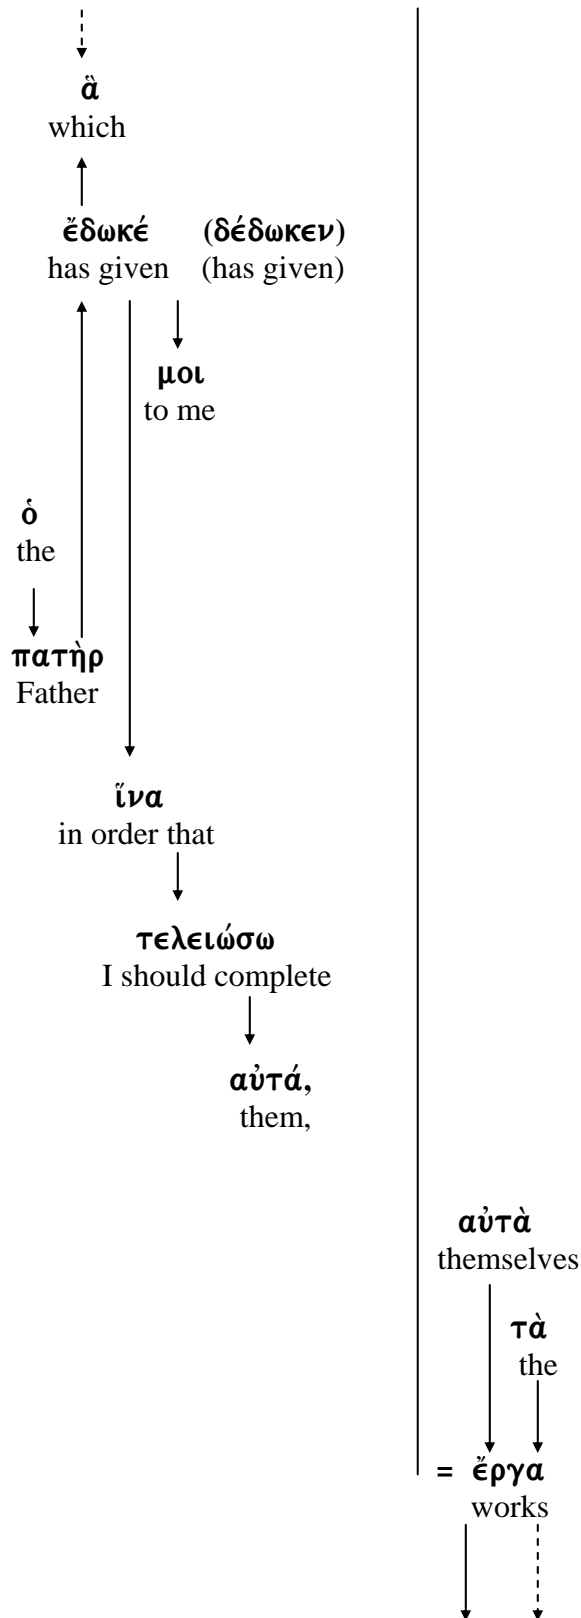 ἃ
which
ἔδωκέ (δέδωκεν)
has given (has given)
μοι
to me
ὁ
the
πατὴρ
Father
ἵνα
in order that
τελειώσω
I should complete
αὐτά,
them,
αὐτὰ
themselves
τὰ
the
= ἔργα
works